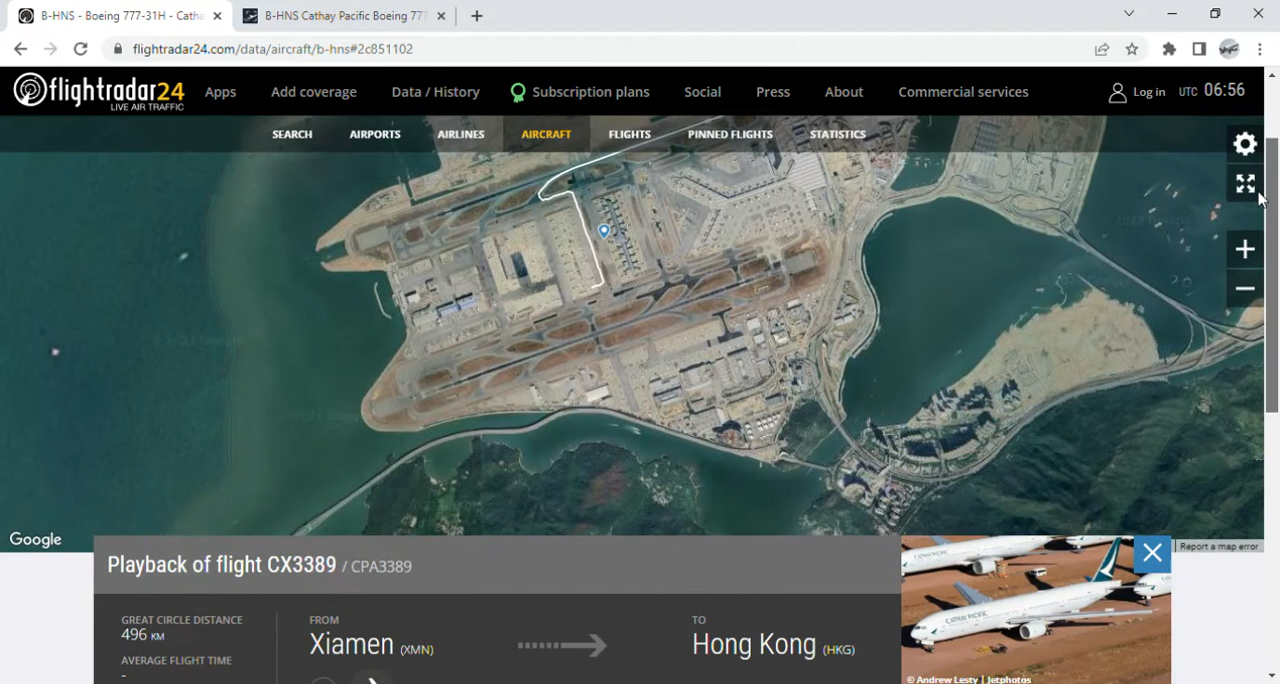 B-HNS - Boeing 777-31H - Catha
B-HNS Cathay Pacific Boeing 777
flightradar24.com/data/aircraft/b-hns#2c851102
flightradar24
LIVE AIR TRAFFIC
Apps
Add coverage
Data / History
Subscription plans
Social
Press
About
Commercial services
Log in
UTC 06:56
SEARCH
AIRPORTS
AIRLINES
AIRCRAFT
FLIGHTS
PINNED FLIGHTS
STATISTICS
Google
Report a map error
Playback of flight CX3389 / CPA3389
GREAT CIRCLE DISTANCE
496 KM
AVERAGE FLIGHT TIME
-
FROM
Xiamen (XMN)
TO
Hong Kong (HKG)
CATHAY PACIFIC
© Andrew Lesty | Jetphotos